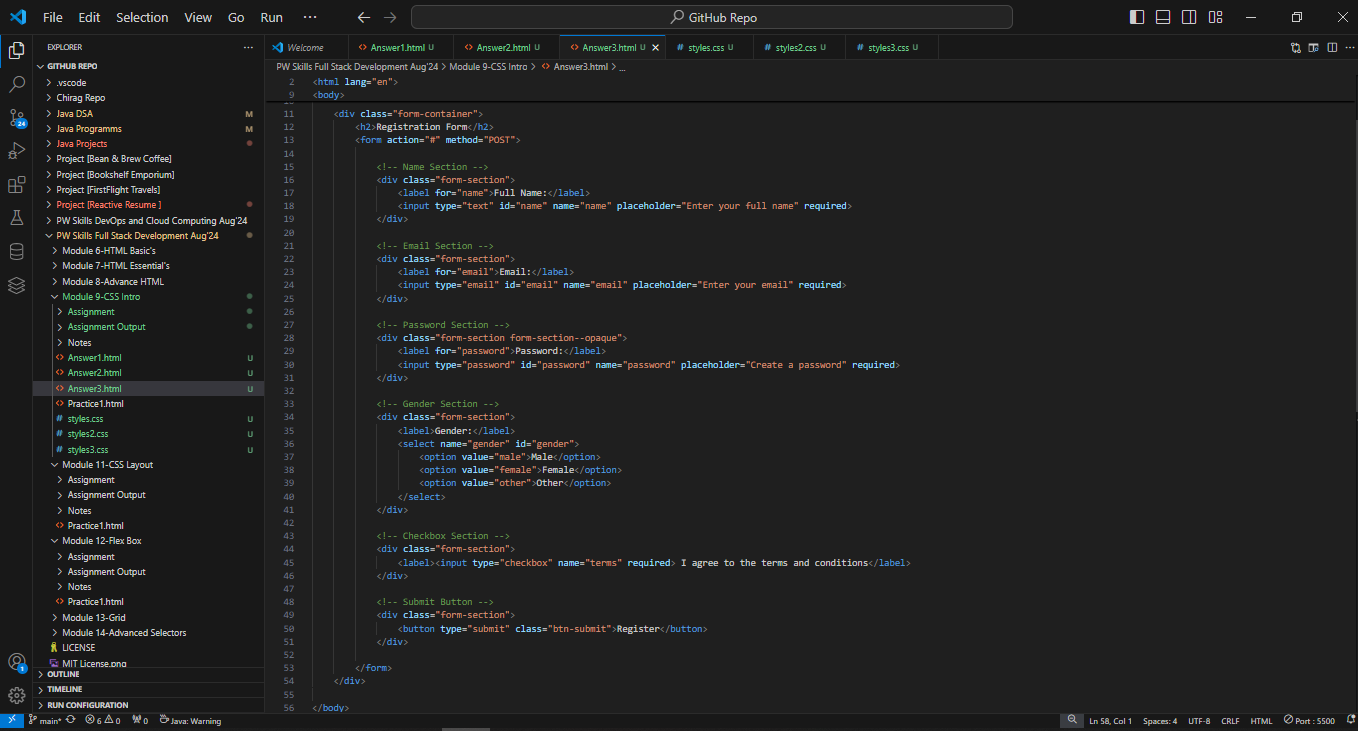 File Edit Selection View Go Run ···
GitHub Repo
EXPLORER ···
GITHUB REPO
.vscode
Chirag Repo
Java DSA M
Java Programms M
Java Projects
Project [Bean & Brew Coffee]
Project [Bookshelf Emporium]
Project [FirstFlight Travels]
Project [Reactive Resume ]
PW Skills DevOps and Cloud Computing Aug'24
PW Skills Full Stack Development Aug'24
Module 6-HTML Basic's
Module 7-HTML Essential's
Module 8-Advance HTML
Module 9-CSS Intro
Assignment
Assignment Output
Notes
Answer1.html U
Answer2.html U
Answer3.html U
Practice1.html
styles.css U
styles2.css U
styles3.css U
Module 11-CSS Layout
Assignment
Assignment Output
Notes
Practice1.html
Module 12-Flex Box
Assignment
Assignment Output
Notes
Practice1.html
Module 13-Grid
Module 14-Advanced Selectors
LICENSE
MIT License.png
OUTLINE
TIMELINE
RUN CONFIGURATION
24
1
Welcome Answer1.html U Answer2.html U Answer3.html U styles.css U styles2.css U styles3.css U
PW Skills Full Stack Development Aug'24 > Module 9-CSS Intro > Answer3.html > ...
2 <html lang="en">
9 <body>
11 <div class="form-container">
12 <h2>Registration Form</h2>
13 <form action="#" method="POST">
14
15 <!-- Name Section -->
16 <div class="form-section">
17 <label for="name">Full Name:</label>
18 <input type="text" id="name" name="name" placeholder="Enter your full name" required>
19 </div>
20
21 <!-- Email Section -->
22 <div class="form-section">
23 <label for="email">Email:</label>
24 <input type="email" id="email" name="email" placeholder="Enter your email" required>
25 </div>
26
27 <!-- Password Section -->
28 <div class="form-section form-section--opaque">
29 <label for="password">Password:</label>
30 <input type="password" id="password" name="password" placeholder="Create a password" required>
31 </div>
32
33 <!-- Gender Section -->
34 <div class="form-section">
35 <label>Gender:</label>
36 <select name="gender" id="gender">
37 <option value="male">Male</option>
38 <option value="female">Female</option>
39 <option value="other">Other</option>
40 </select>
41 </div>
42
43 <!-- Checkbox Section -->
44 <div class="form-section">
45 <label><input type="checkbox" name="terms" required> I agree to the terms and conditions</label>
46 </div>
47
48 <!-- Submit Button -->
49 <div class="form-section">
50 <button type="submit" class="btn-submit">Register</button>
51 </div>
52
53 </form>
54 </div>
55
56 </body>
main* 6 0 0 Java: Warning
Ln 58, Col 1 Spaces: 4 UTF-8 CRLF HTML Port : 5500